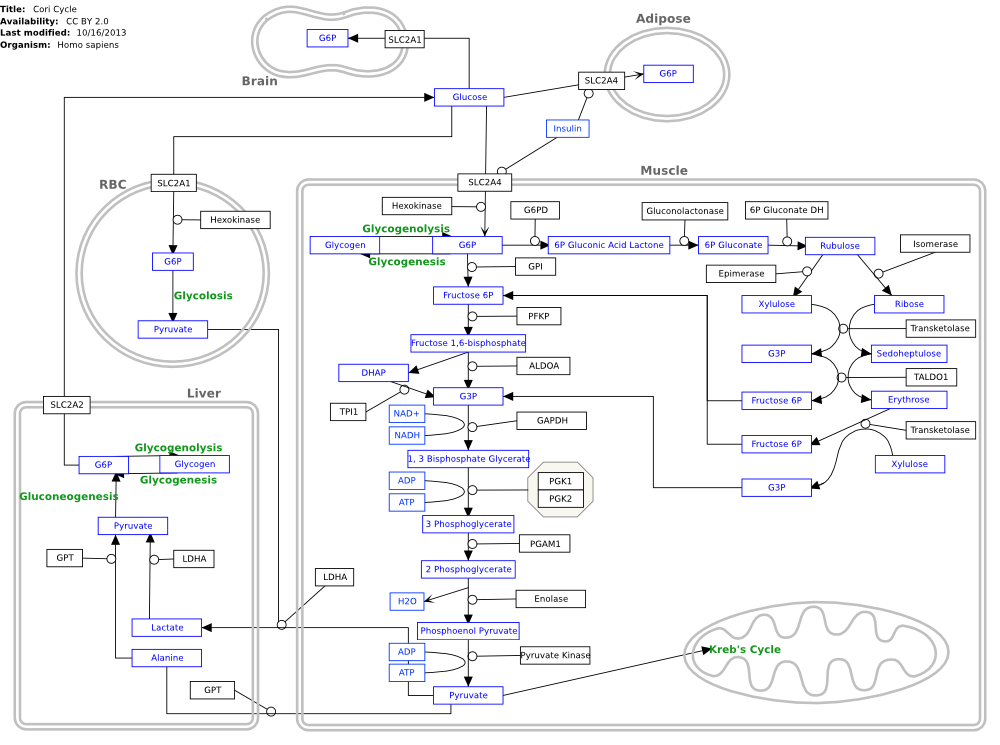 Title: Cori Cycle
Availability: CC BY 2.0
Last modified: 10/16/2013
Organism: Homo sapiens
G6P
SLC2A1
Brain
Adipose
SLC2A4
G6P
Glucose
Insulin
RBC
SLC2A1
Hexokinase
G6P
Glycolosis
Pyruvate
Muscle
SLC2A4
Hexokinase
G6PD
Gluconolactonase
6P Gluconate DH
Glycogenolysis
Glycogen
G6P
6P Gluconic Acid Lactone
6P Gluconate
Rubulose
Isomerase
Glycogenesis
GPI
Epimerase
Fructose 6P
Xylulose
Ribose
PFKP
Transketolase
Fructose 1,6-bisphosphate
G3P
Sedoheptulose
DHAP
ALDOA
TALDO1
G3P
Fructose 6P
Erythrose
TPI1
NAD+
GAPDH
NADH
Transketolase
Fructose 6P
1, 3 Bisphosphate Glycerate
Xylulose
ADP
PGK1
G3P
ATP
PGK2
3 Phosphoglycerate
PGAM1
2 Phosphoglycerate
H2O
Enolase
Phosphoenol Pyruvate
ADP
Pyruvate Kinase
ATP
Pyruvate
Kreb's Cycle
Liver
SLC2A2
Glycogenolysis
G6P
Glycogen
Glycogenesis
Gluconeogenesis
Pyruvate
GPT
LDHA
LDHA
Lactate
Alanine
GPT